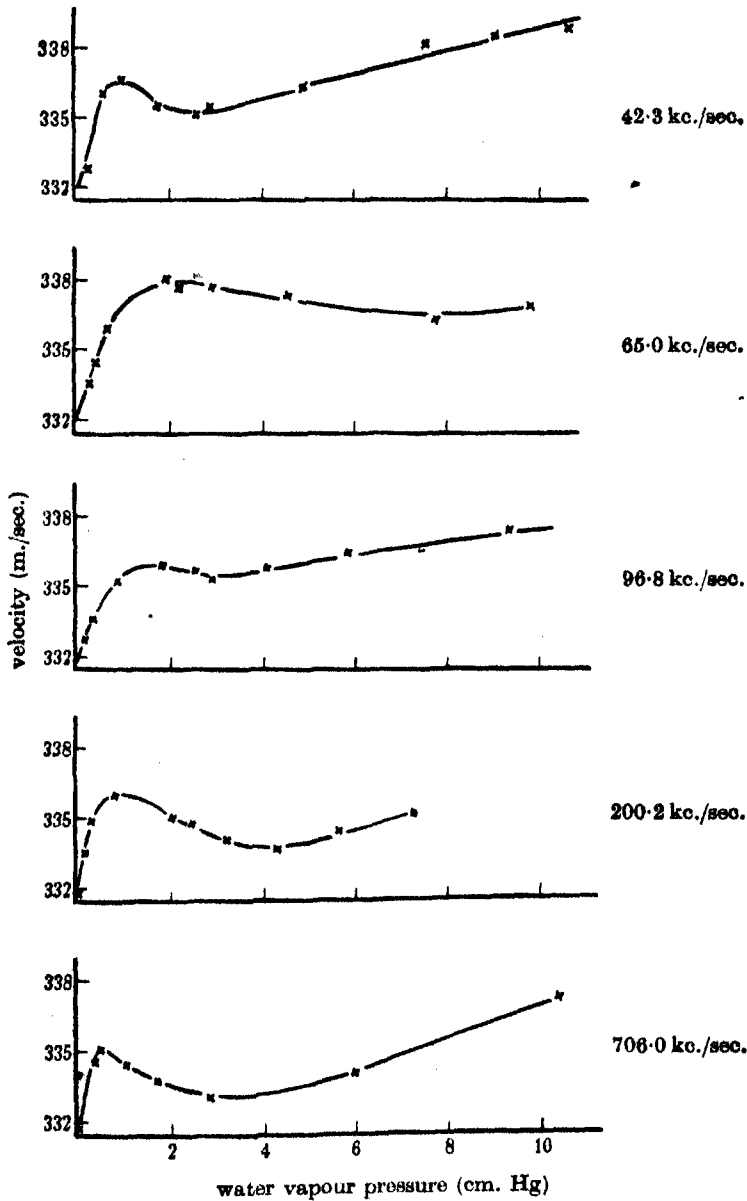 338
335
332
42·3 kc./sec.
338
335
332
65·0 kc./sec.
velocity (m./sec.)
338
335
332
96·8 kc./sec.
338
335
332
200·2 kc./sec.
338
335
332
706·0 kc./sec.
2 4 6 8 10
water vapour pressure (cm. Hg)